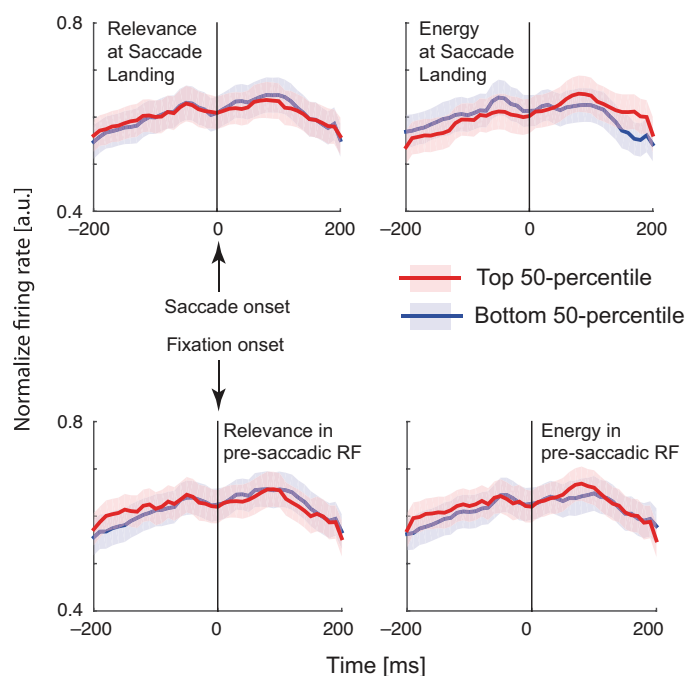 0.8
Relevance
at Saccade
Landing
Energy
at Saccade
Landing
0.4
−200
0
200
−200
0
200
Normalize firing rate [a.u.]
Top 50-percentile
Bottom 50-percentile
Saccade onset
Fixation onset
0.8
Relevance in
pre-saccadic RF
Energy in
pre-saccadic RF
0.4
−200
0
200
−200
0
200
Time [ms]